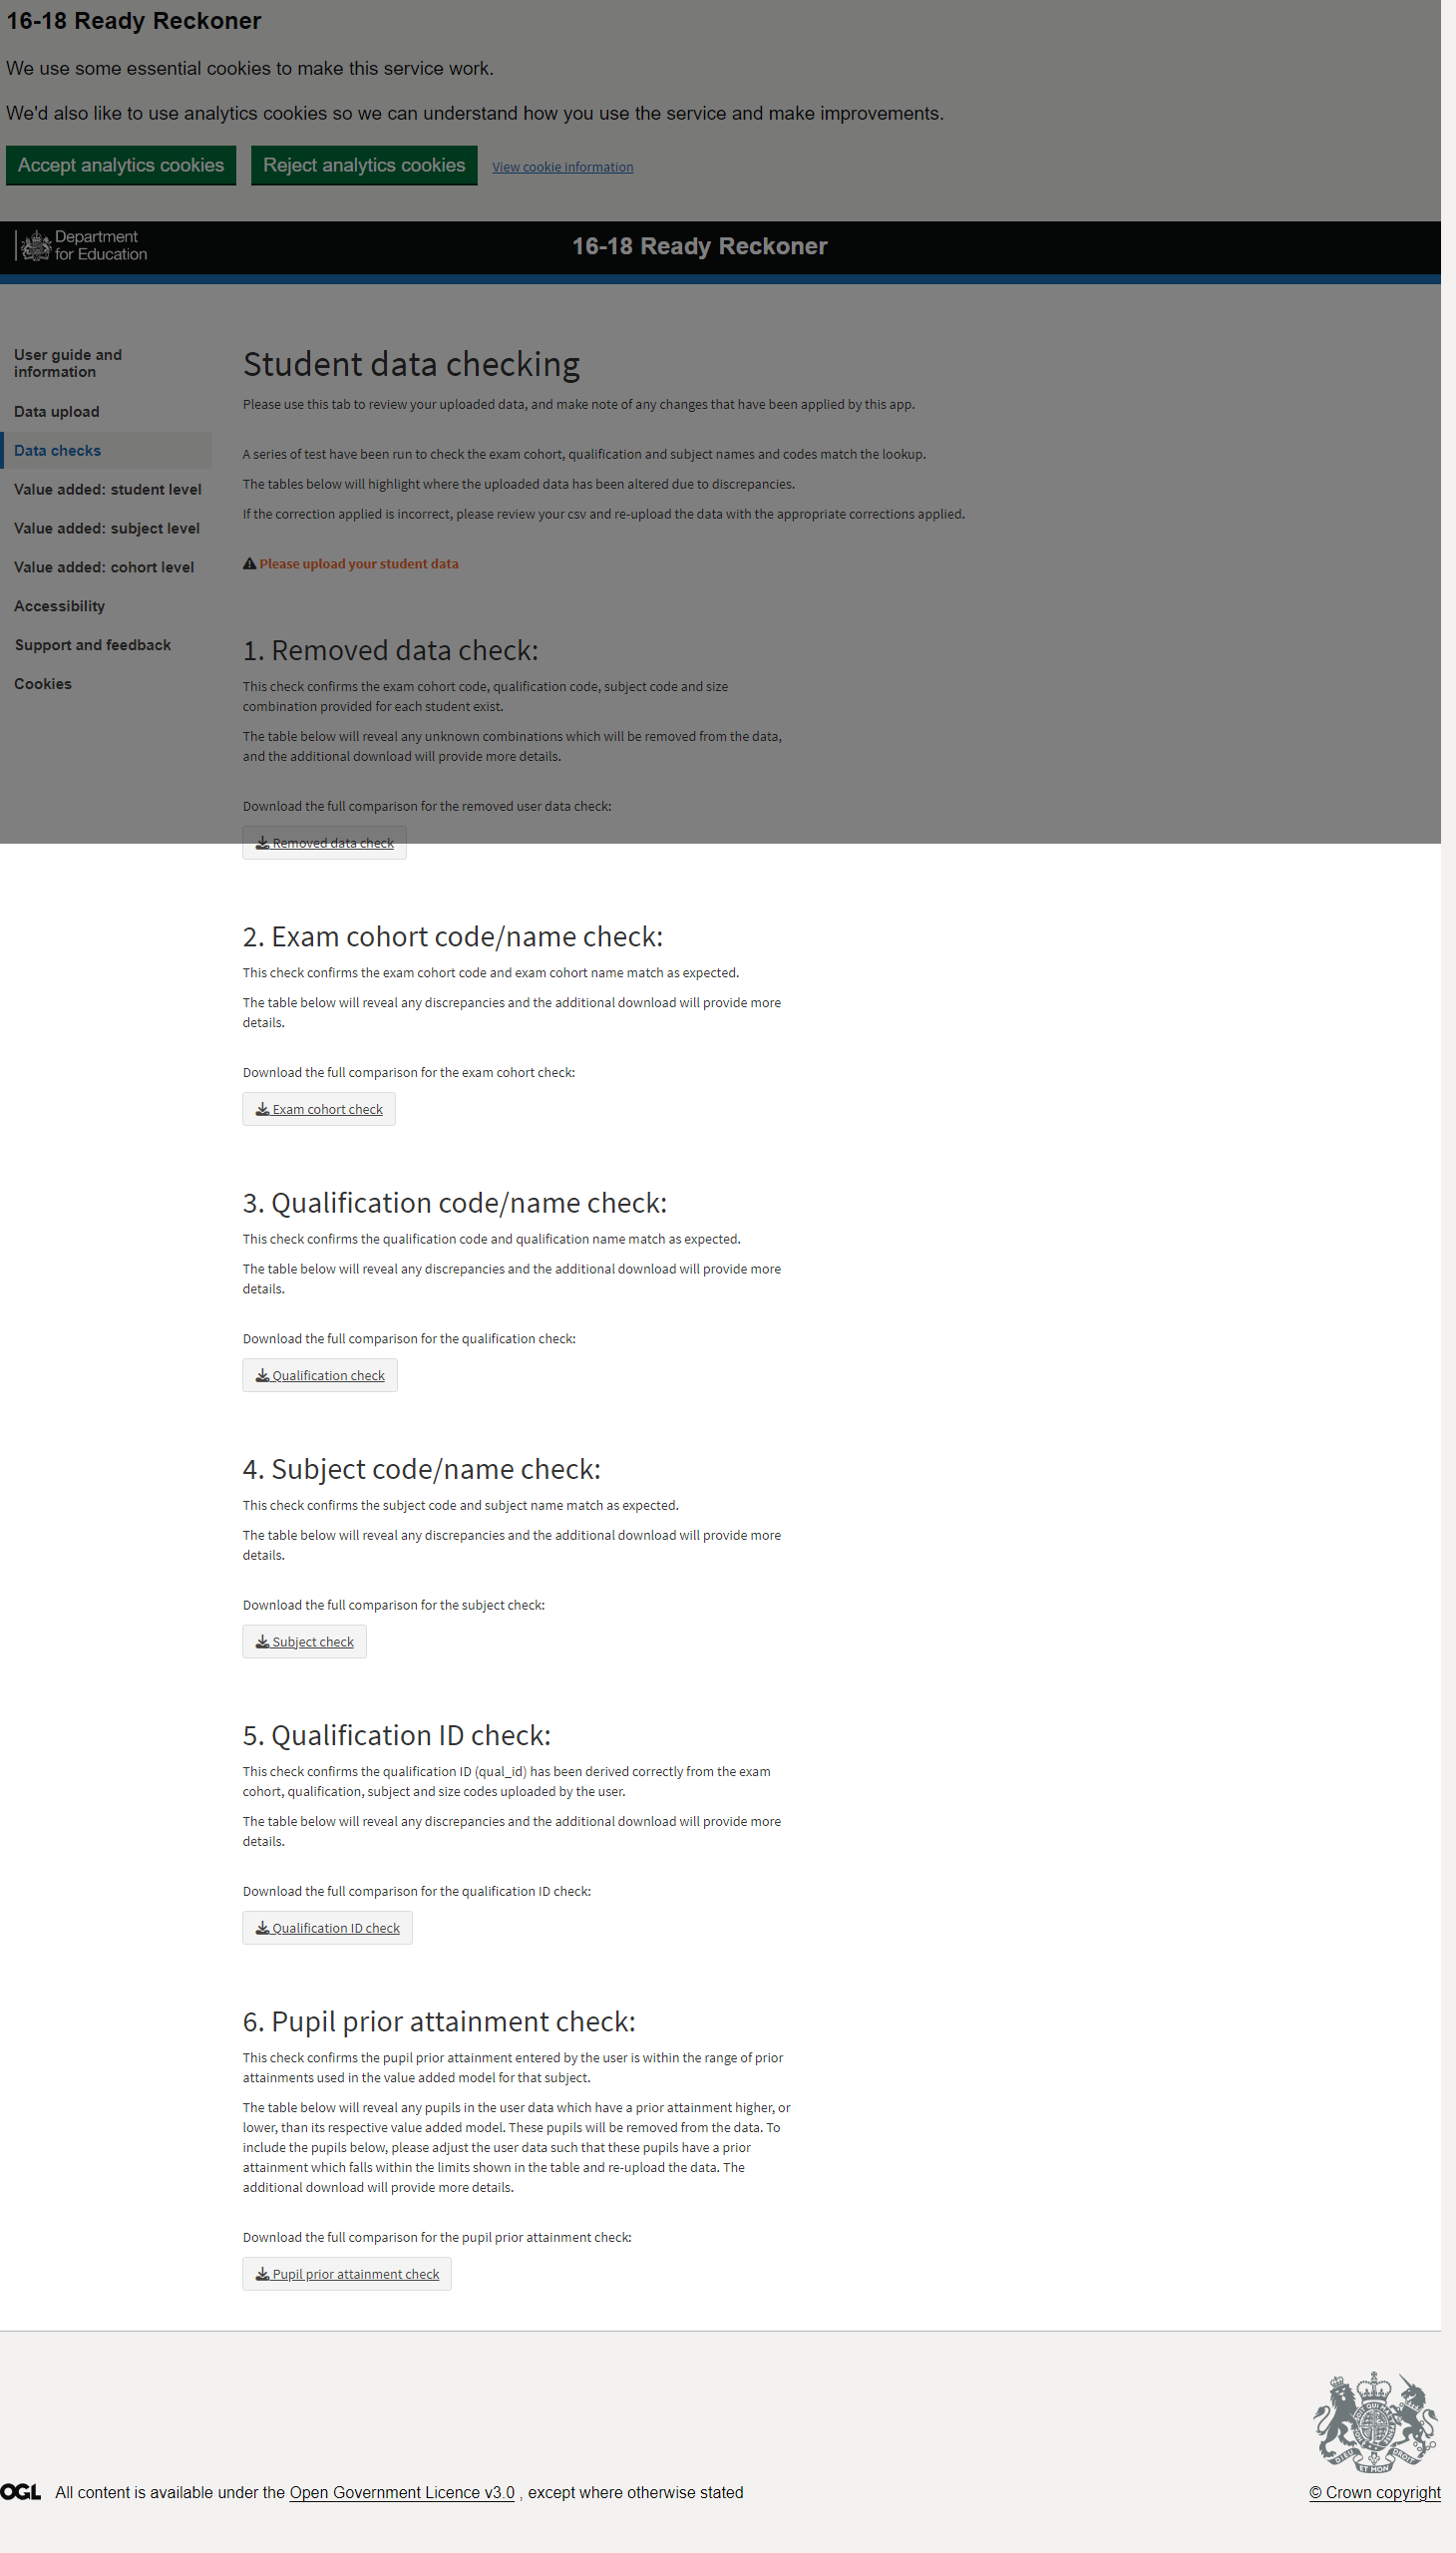 16-18 Ready Reckoner
We use some essential cookies to make this service work.
We'd also like to use analytics cookies so we can understand how you use the service and make improvements.
Accept analytics cookies
Reject analytics cookies
View cookie information
Department
for Education
16-18 Ready Reckoner
User guide and
information
Data upload
Data checks
Value added: student level
Value added: subject level
Value added: cohort level
Accessibility
Support and feedback
Cookies
Student data checking
Please use this tab to review your uploaded data, and make note of any changes that have been applied by this app.
A series of test have been run to check the exam cohort, qualification and subject names and codes match the lookup.
The tables below will highlight where the uploaded data has been altered due to discrepancies.
If the correction applied is incorrect, please review your csv and re-upload the data with the appropriate corrections applied.
Please upload your student data
1. Removed data check:
This check confirms the exam cohort code, qualification code, subject code and size
combination provided for each student exist.
The table below will reveal any unknown combinations which will be removed from the data,
and the additional download will provide more details.
Download the full comparison for the removed user data check:
Removed data check
2. Exam cohort code/name check:
This check confirms the exam cohort code and exam cohort name match as expected.
The table below will reveal any discrepancies and the additional download will provide more
details.
Download the full comparison for the exam cohort check:
Exam cohort check
3. Qualification code/name check:
This check confirms the qualification code and qualification name match as expected.
The table below will reveal any discrepancies and the additional download will provide more
details.
Download the full comparison for the qualification check:
Qualification check
4. Subject code/name check:
This check confirms the subject code and subject name match as expected.
The table below will reveal any discrepancies and the additional download will provide more
details.
Download the full comparison for the subject check:
Subject check
5. Qualification ID check:
This check confirms the qualification ID (qual_id) has been derived correctly from the exam
cohort, qualification, subject and size codes uploaded by the user.
The table below will reveal any discrepancies and the additional download will provide more
details.
Download the full comparison for the qualification ID check:
Qualification ID check
6. Pupil prior attainment check:
This check confirms the pupil prior attainment entered by the user is within the range of prior
attainments used in the value added model for that subject.
The table below will reveal any pupils in the user data which have a prior attainment higher, or
lower, than its respective value added model. These pupils will be removed from the data. To
include the pupils below, please adjust the user data such that these pupils have a prior
attainment which falls within the limits shown in the table and re-upload the data. The
additional download will provide more details.
Download the full comparison for the pupil prior attainment check:
Pupil prior attainment check
OGL All content is available under the Open Government Licence v3.0 , except where otherwise stated
© Crown copyright